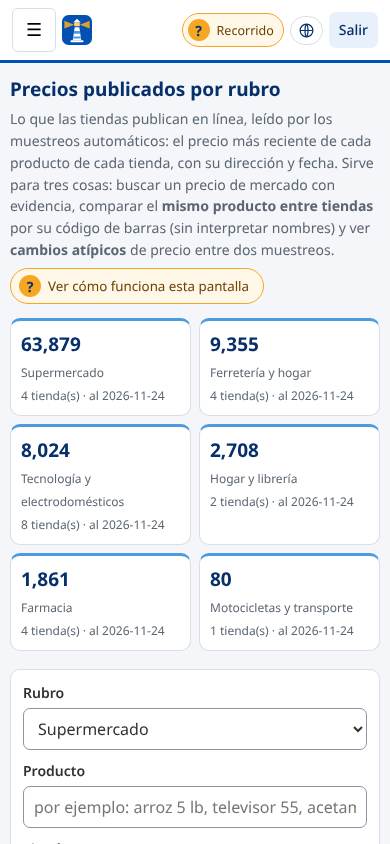 ☰
? Recorrido
Salir
Precios publicados por rubro
Lo que las tiendas publican en línea, leído por los
muestreos automáticos: el precio más reciente de cada
producto de cada tienda, con su dirección y fecha. Sirve
para tres cosas: buscar un precio de mercado con
evidencia, comparar el mismo producto entre tiendas
por su código de barras (sin interpretar nombres) y ver
cambios atípicos de precio entre dos muestreos.
? Ver cómo funciona esta pantalla
63,879
Supermercado
4 tienda(s) · al 2026-11-24
9,355
Ferretería y hogar
4 tienda(s) · al 2026-11-24
8,024
Tecnología y
electrodomésticos
8 tienda(s) · al 2026-11-24
2,708
Hogar y librería
2 tienda(s) · al 2026-11-24
1,861
Farmacia
4 tienda(s) · al 2026-11-24
80
Motocicletas y transporte
1 tienda(s) · al 2026-11-24
Rubro
Supermercado
Producto
por ejemplo: arroz 5 lb, televisor 55, acetan